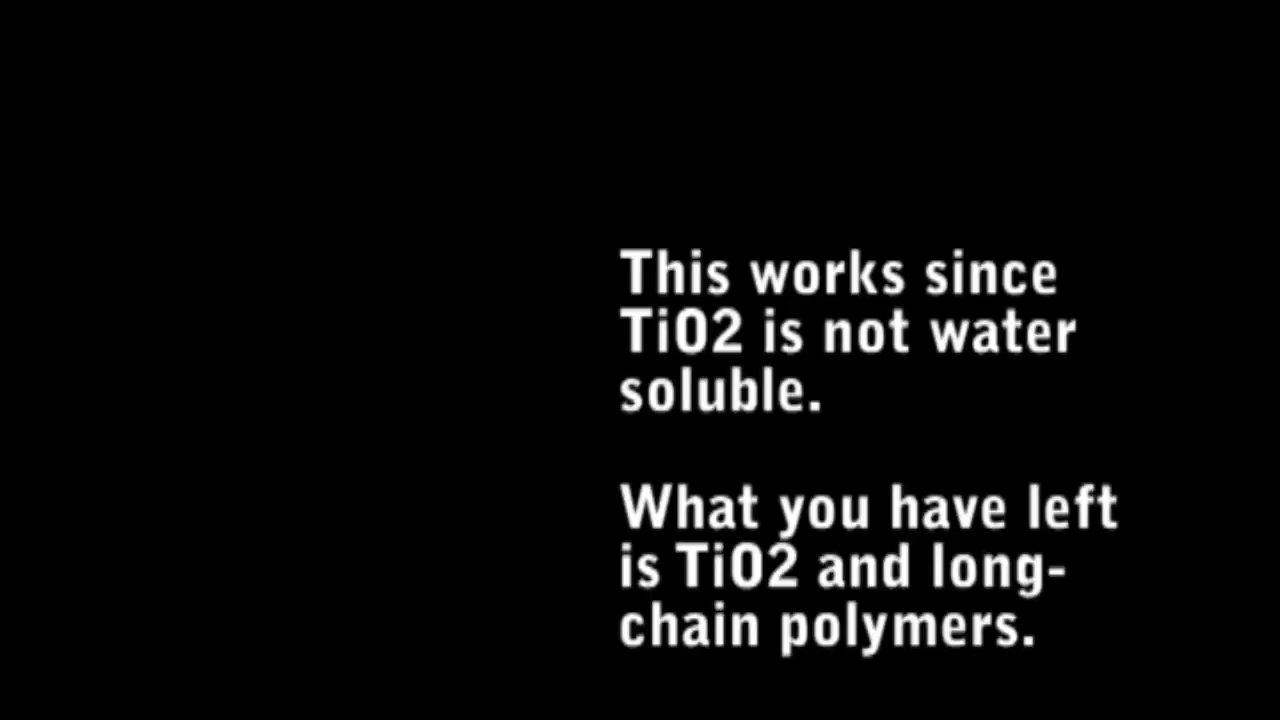 This works since
TiO2 is not water
soluble.
What you have left
is TiO2 and long-
chain polymers.